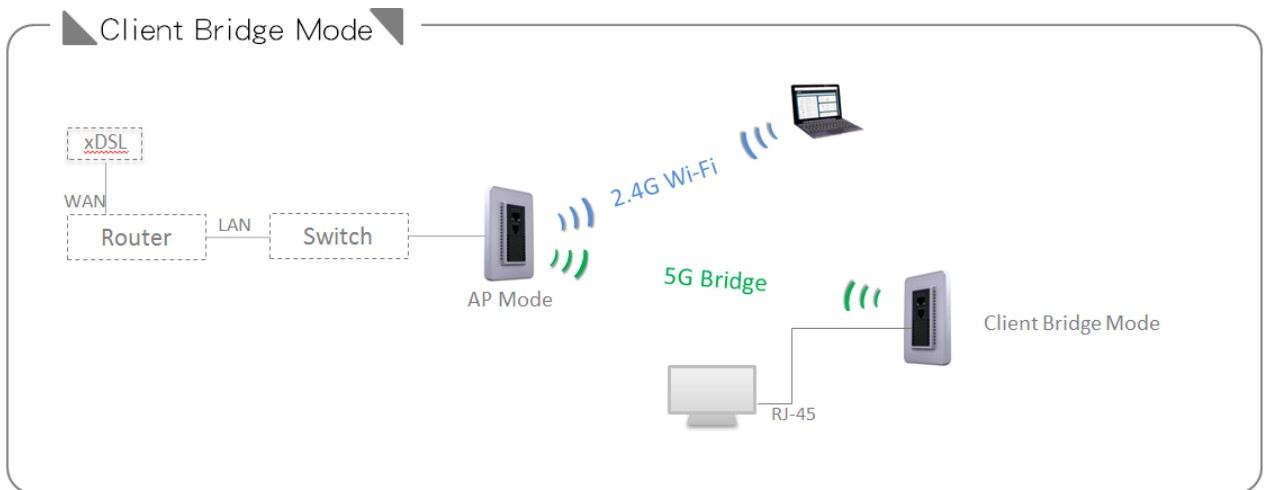 Client Bridge Mode
xDSL
WAN
Router
LAN
Switch
AP Mode
2.4G Wi-Fi
5G Bridge
Client Bridge Mode
RJ-45